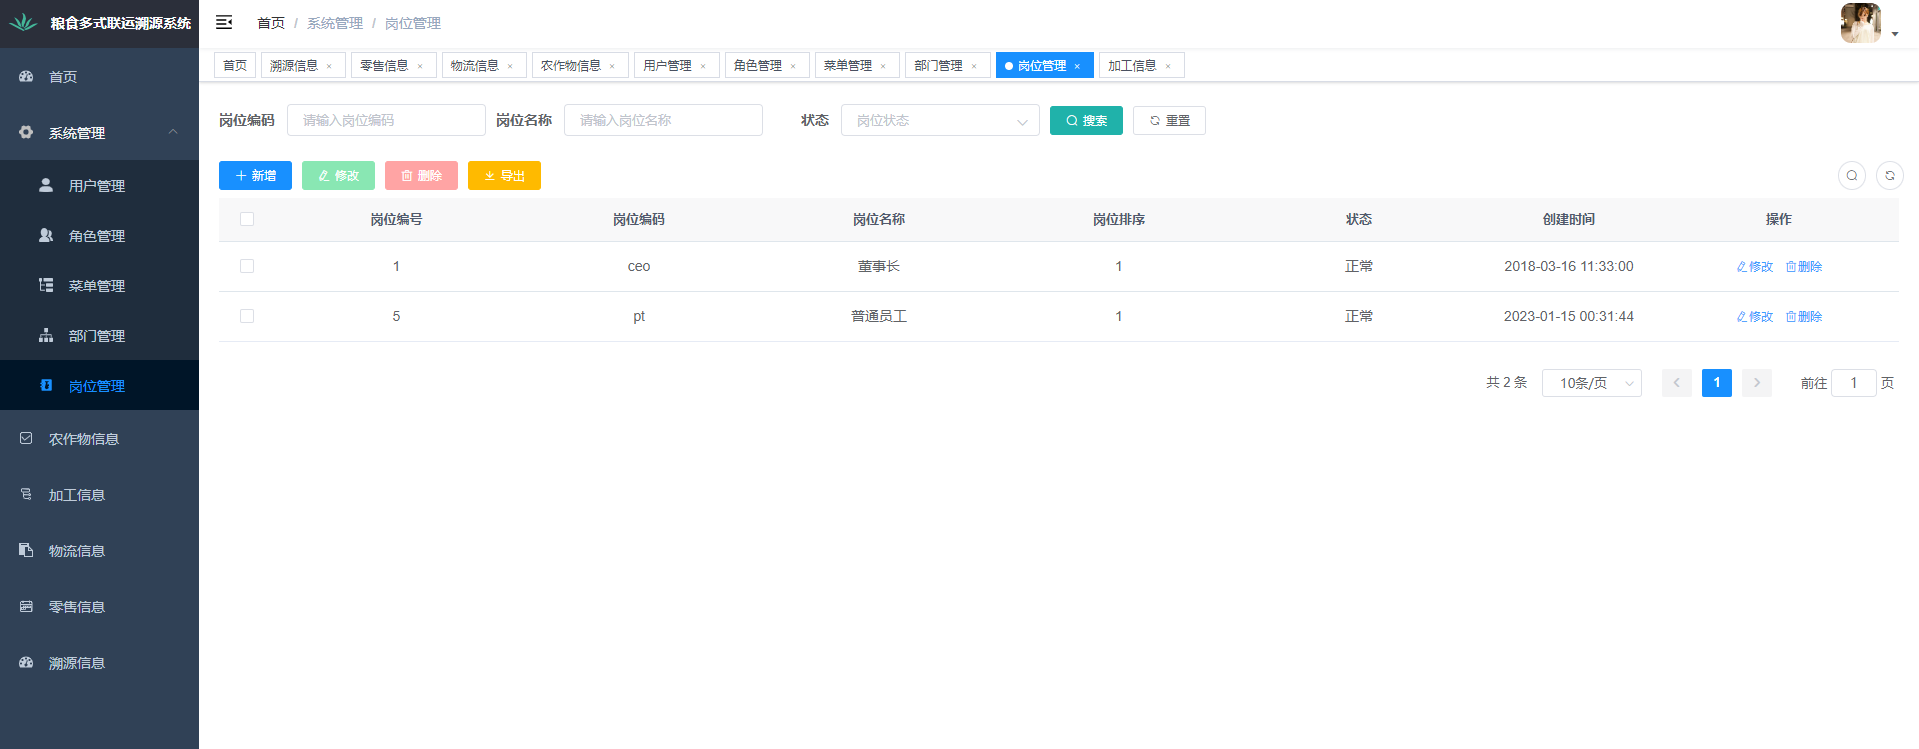 粮食多式联运溯源系统
首页 / 系统管理 / 岗位管理
首页
系统管理
用户管理
角色管理
菜单管理
部门管理
岗位管理
农作物信息
加工信息
物流信息
零售信息
溯源信息
首页 溯源信息 × 零售信息 × 物流信息 × 农作物信息 × 用户管理 × 角色管理 × 菜单管理 × 部门管理 × 岗位管理 × 加工信息 ×
岗位编码 请输入岗位编码 岗位名称 请输入岗位名称 状态 岗位状态 搜索 重置
新增 修改 删除 导出
岗位编号 岗位编码 岗位名称 岗位排序 状态 创建时间 操作
1 ceo 董事长 1 正常 2018-03-16 11:33:00 修改 删除
5 pt 普通员工 1 正常 2023-01-15 00:31:44 修改 删除
共 2 条 10条/页 1 前往 1 页